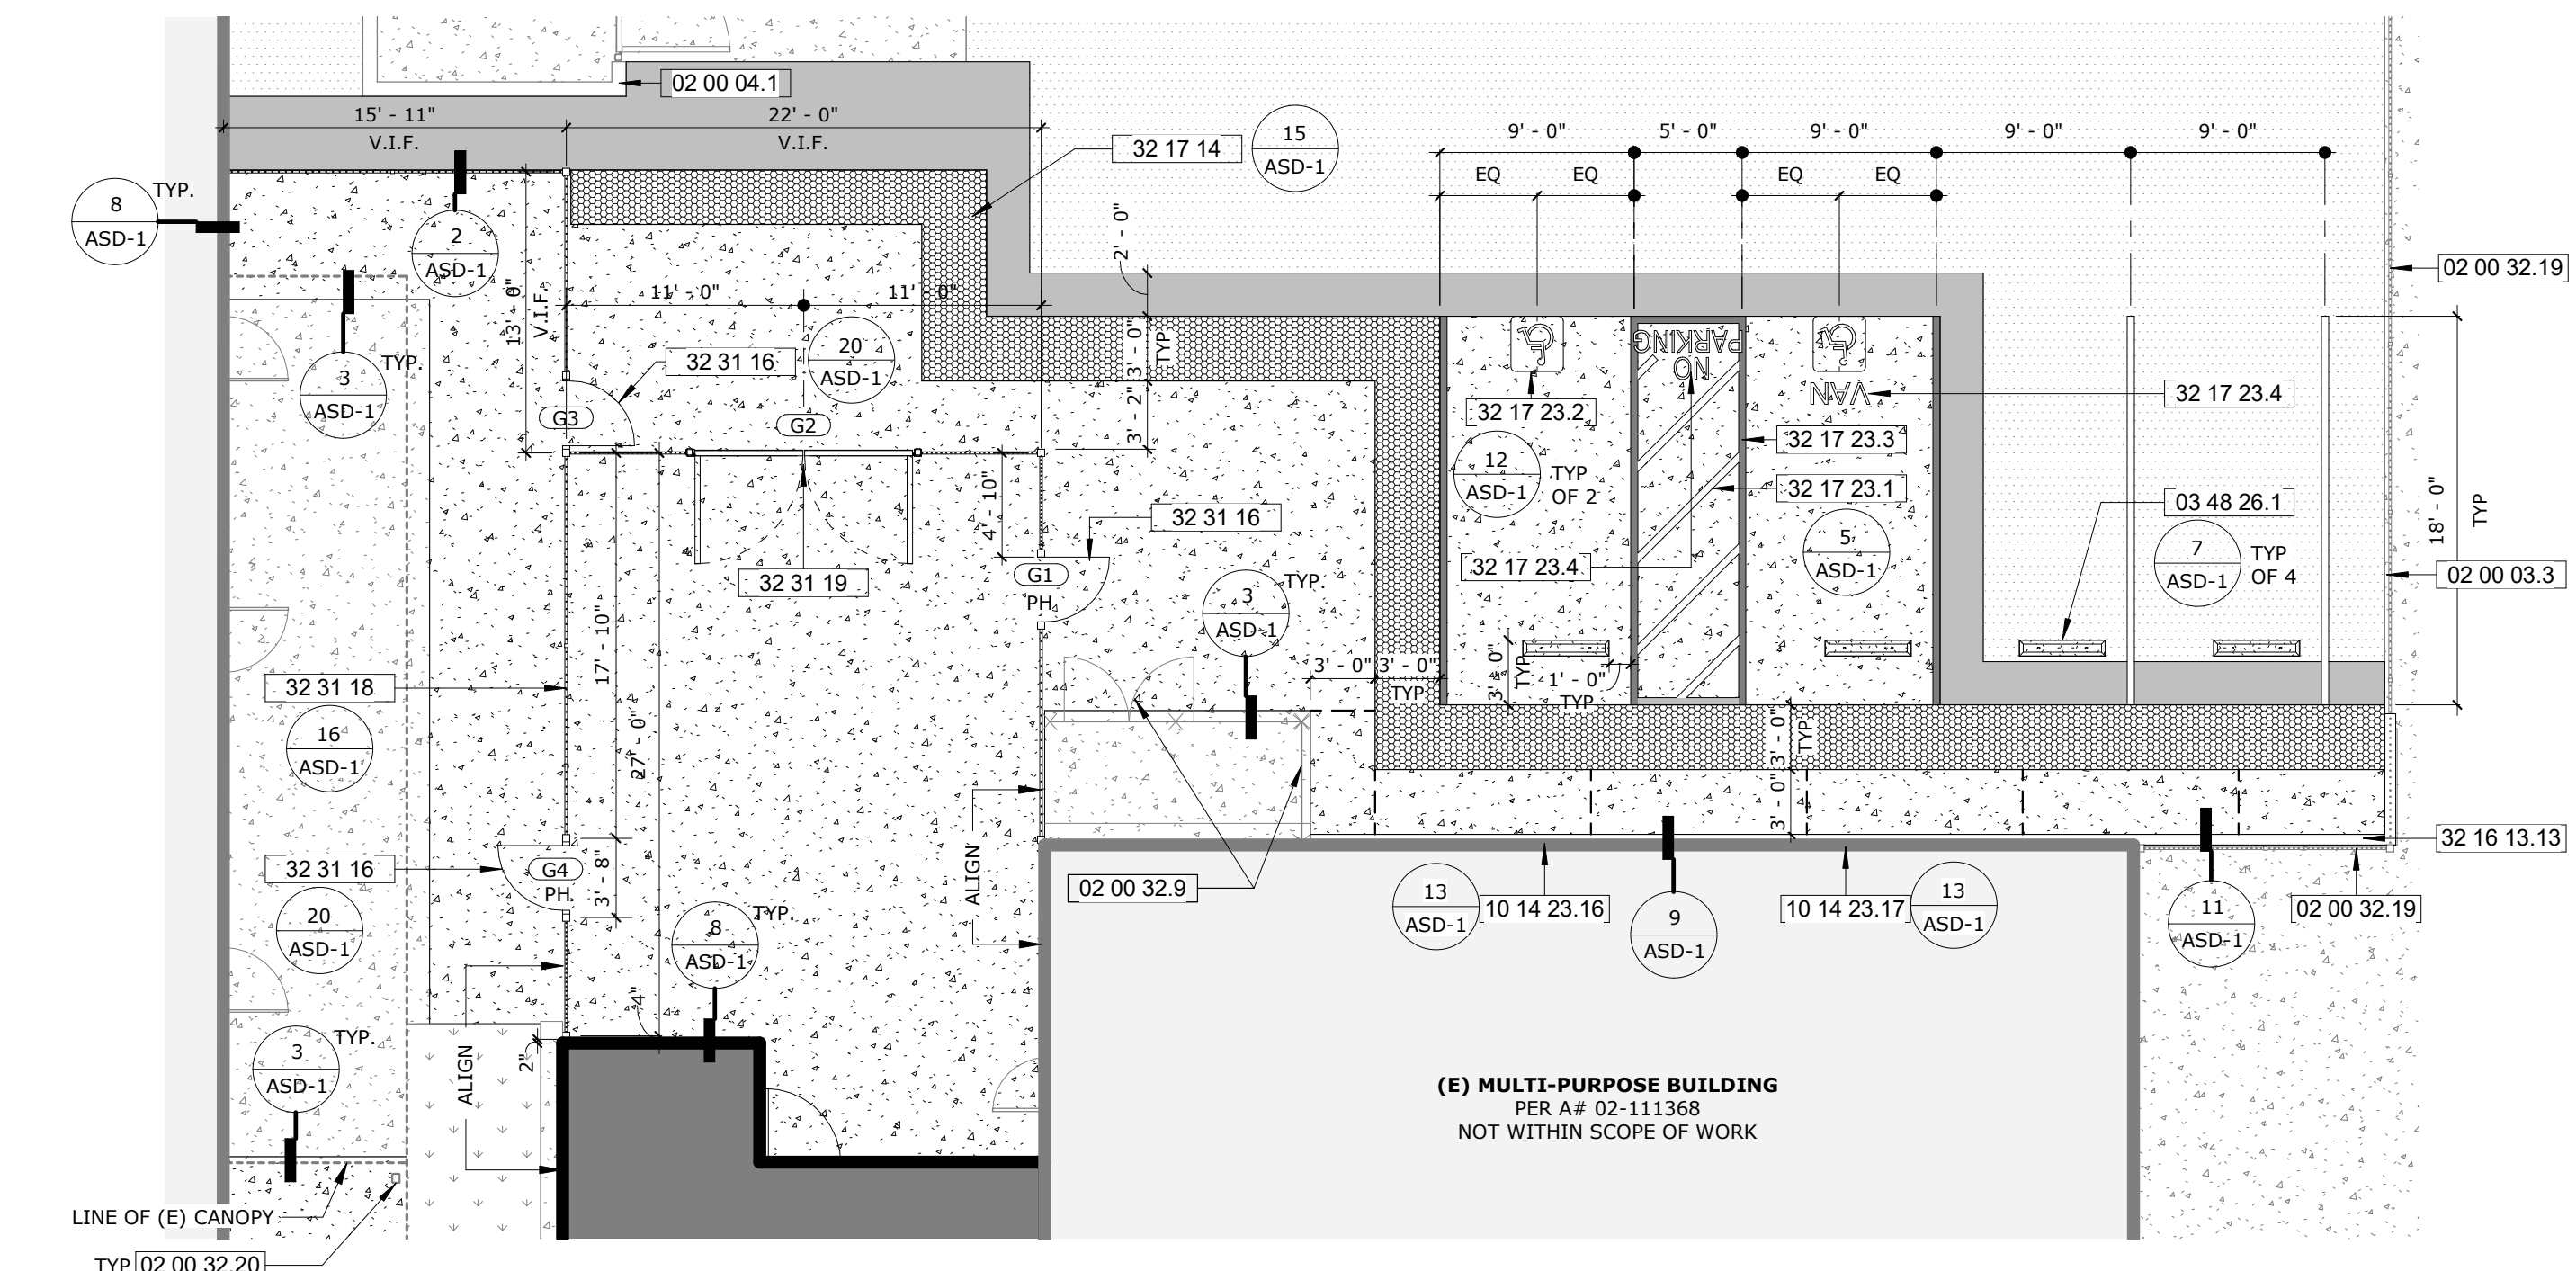 02 00 04.1
15' - 11"
V.I.F.
22' - 0"
V.I.F.
32 17 14
15
ASD-1
9' - 0"
5' - 0"
9' - 0"
9' - 0"
9' - 0"
EQ
EQ
EQ
EQ
8
ASD-1
TYP.
2
ASD-1
13' - 0"
V.I.F.
11' - 0"
11' - 0"
2' - 0"
02 00 32.19
3
ASD-1
TYP.
32 31 16
20
ASD-1
3' - 0"
TYP
3' - 2"
G3
G2
NO
PARKING
VAN
32 17 23.2
32 17 23.4
32 17 23.3
12
ASD-1
TYP
OF 2
32 17 23.1
03 48 26.1
4' - 10"
32 31 16
18' - 0"
TYP
5
ASD-1
7
ASD-1
TYP
OF 4
32 31 19
32 17 23.4
G1
PH
02 00 03.3
3
ASD-1
TYP.
17' - 10"
27' - 0"
32 31 18
16
ASD-1
3' - 0"
3' - 0"
TYP
3' - 0"
TYP
1' - 0"
TYP
3' - 0"
TYP
3' - 0"
32 16 13.13
32 31 16
G4
PH
3' - 8"
ALIGN
02 00 32.9
13
ASD-1
10 14 23.16
9
ASD-1
10 14 23.17
13
ASD-1
11
ASD-1
02 00 32.19
20
ASD-1
8
ASD-1
TYP.
4"
2"
ALIGN
3
ASD-1
TYP.
(E) MULTI-PURPOSE BUILDING
PER A# 02-111368
NOT WITHIN SCOPE OF WORK
LINE OF (E) CANOPY
TYP 02 00 32.20